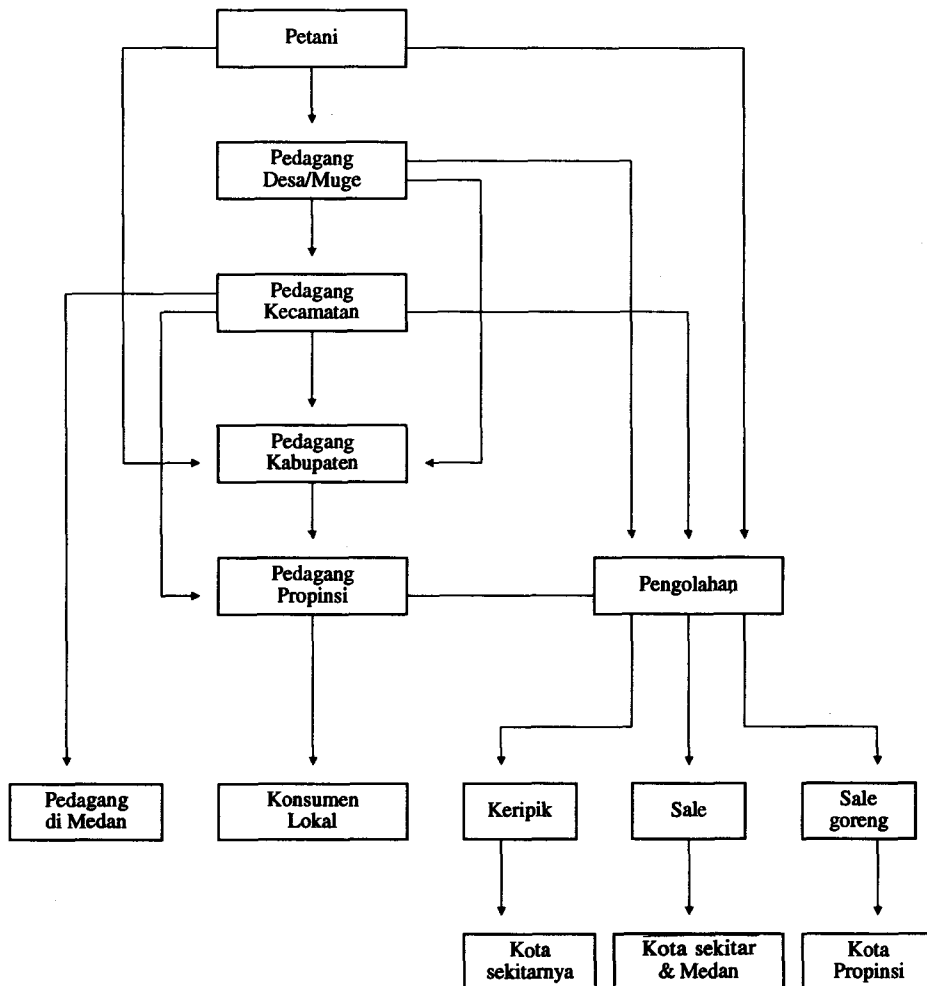 Petani
Pedagang
Desa/Muge
Pedagang
Kecamatan
Pedagang
Kabupaten
Pedagang
Propinsi
Pengolahan
Pedagang
di Medan
Konsumen
Lokal
Keripik
Sale
Sale
goreng
Kota
sekitarnya
Kota sekitar
& Medan
Kota
Propinsi